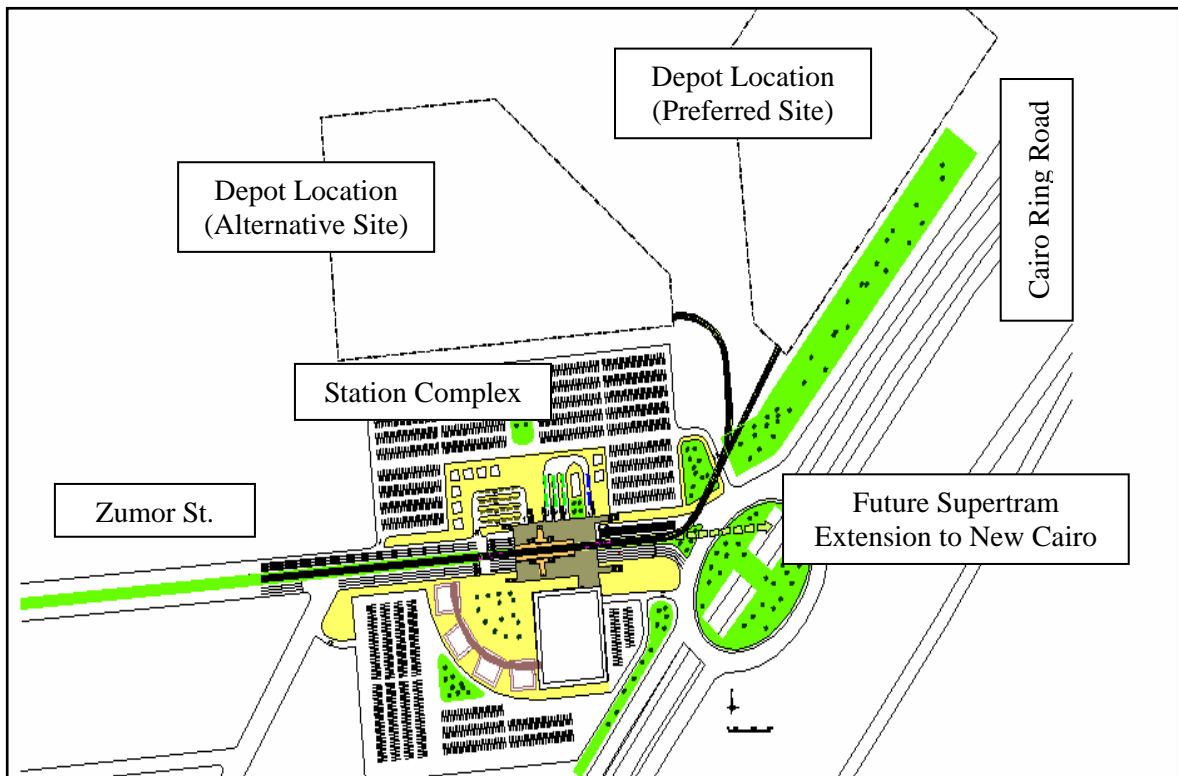 Depot Location
(Preferred Site)
Cairo Ring Road
Depot Location
(Alternative Site)
Station Complex
Zumor St.
Future Supertram
Extension to New Cairo